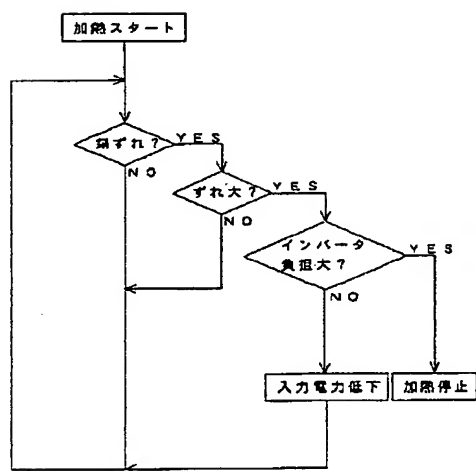 加熱スタート
鍋ずれ?
YES
NO
ずれ大?
YES
NO
インバータ
負担大?
YES
NO
入力電力低下
加熱停止